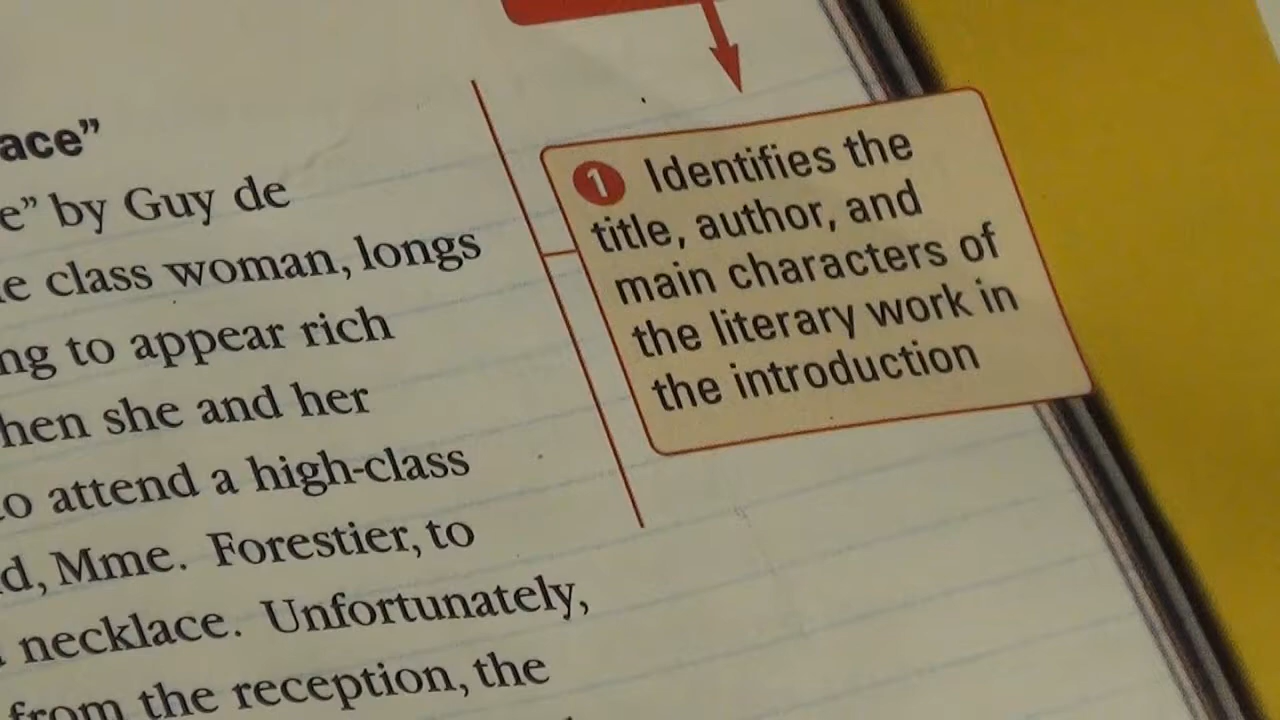 ace”
e” by Guy de
class woman, longs
ng to appear rich
hen she and her
o attend a high-class
d, Mme. Forestier, to
necklace. Unfortunately,
from the reception, the
1 Identifies the
title, author, and
main characters of
the literary work in
the introduction